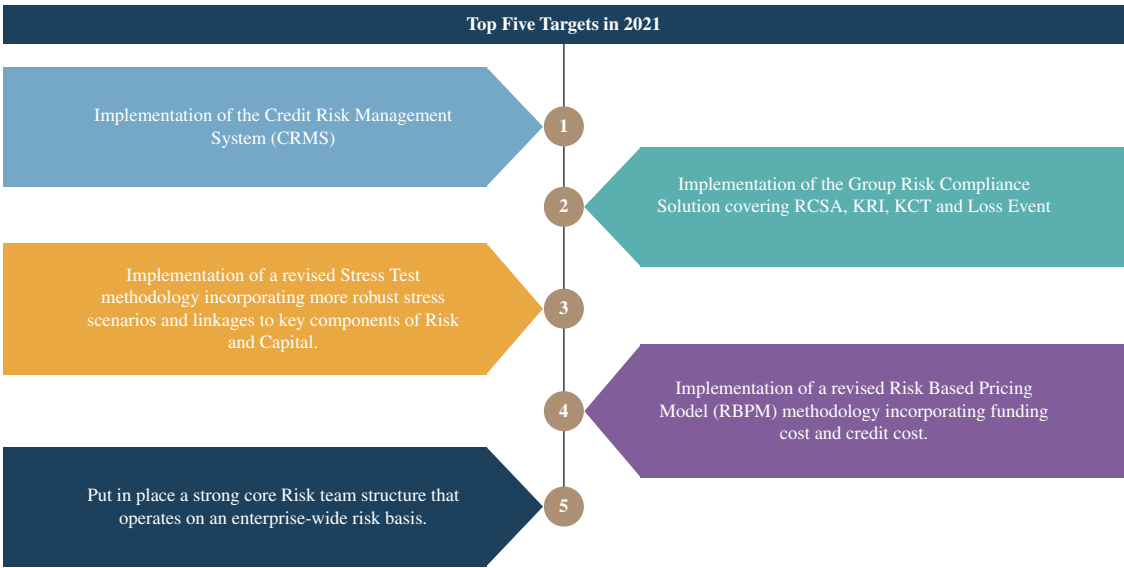 Top Five Targets in 2021
Implementation of the Credit Risk Management
System (CRMS)
1
2
Implementation of the Group Risk Compliance
Solution covering RCSA, KRI, KCT and Loss Event
Implementation of a revised Stress Test
methodology incorporating more robust stress
scenarios and linkages to key components of Risk
and Capital.
3
4
Implementation of a revised Risk Based Pricing
Model (RBPM) methodology incorporating funding
cost and credit cost.
Put in place a strong core Risk team structure that
operates on an enterprise-wide risk basis.
5